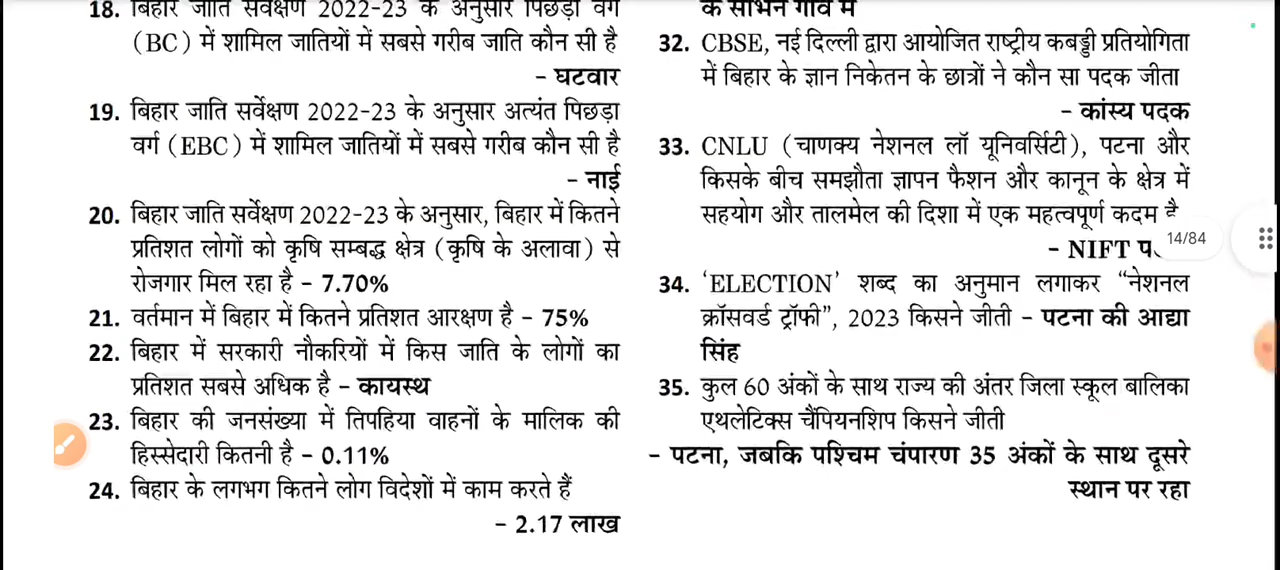 18. बिहार जाति सर्वेक्षण 2022-23 के अनुसार पिछड़ा वर्ग
(BC) में शामिल जातियों में सबसे गरीब जाति कौन सी है
- घटवार
19. बिहार जाति सर्वेक्षण 2022-23 के अनुसार अत्यंत पिछड़ा
वर्ग (EBC) में शामिल जातियों में सबसे गरीब कौन सी है
- नाई
20. बिहार जाति सर्वेक्षण 2022-23 के अनुसार, बिहार में कितने
प्रतिशत लोगों को कृषि सम्बद्ध क्षेत्र (कृषि के अलावा) से
रोजगार मिल रहा है - 7.70%
21. वर्तमान में बिहार में कितने प्रतिशत आरक्षण है - 75%
22. बिहार में सरकारी नौकरियों में किस जाति के लोगों का
प्रतिशत सबसे अधिक है - कायस्थ
23. बिहार की जनसंख्या में तिपहिया वाहनों के मालिक की
हिस्सेदारी कितनी है - 0.11%
24. बिहार के लगभग कितने लोग विदेशों में काम करते हैं
- 2.17 लाख
के सोभन गांव में
32. CBSE, नई दिल्ली द्वारा आयोजित राष्ट्रीय कबड्डी प्रतियोगिता
में बिहार के ज्ञान निकेतन के छात्रों ने कौन सा पदक जीता
- कांस्य पदक
33. CNLU (चाणक्य नेशनल लॉ यूनिवर्सिटी), पटना और
किसके बीच समझौता ज्ञापन फैशन और कानून के क्षेत्र में
सहयोग और तालमेल की दिशा में एक महत्वपूर्ण कदम है
- NIFT
14/84
34. 'ELECTION' शब्द का अनुमान लगाकर "नेशनल
क्रॉसवर्ड ट्रॉफी", 2023 किसने जीती - पटना की आद्या
सिंह
35. कुल 60 अंकों के साथ राज्य की अंतर जिला स्कूल बालिका
एथलेटिक्स चैंपियनशिप किसने जीती
- पटना, जबकि पश्चिम चंपारण 35 अंकों के साथ दूसरे
स्थान पर रहा